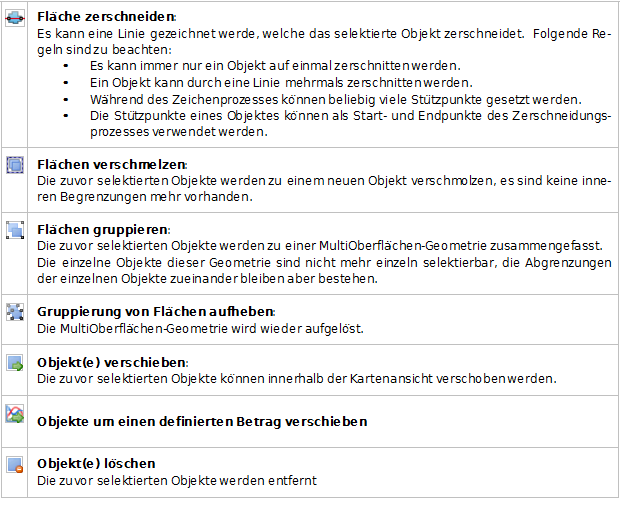 Fläche zerschneiden:
Es kann eine Linie gezeichnet werde, welche das selektierte Objekt zerschneidet. Folgende Re-
geln sind zu beachten:
• Es kann immer nur ein Objekt auf einmal zerschnitten werden.
• Ein Objekt kann durch eine Linie mehrmals zerschnitten werden.
• Während des Zeichenprozesses können beliebig viele Stützpunkte gesetzt werden.
• Die Stützpunkte eines Objektes können als Start- und Endpunkte des Zerschneidungs-
prozesses verwendet werden.
Flächen verschmelzen:
Die zuvor selektierten Objekte werden zu einem neuen Objekt verschmolzen, es sind keine inne-
ren Begrenzungen mehr vorhanden.
Flächen gruppieren:
Die zuvor selektierten Objekte werden zu einer MultiOberflächen-Geometrie zusammengefasst.
Die einzelne Objekte dieser Geometrie sind nicht mehr einzeln selektierbar, die Abgrenzungen
der einzelnen Objekte zueinander bleiben aber bestehen.
Gruppierung von Flächen aufheben:
Die MultiOberflächen-Geometrie wird wieder aufgelöst.
Objekt(e) verschieben:
Die zuvor selektierten Objekte können innerhalb der Kartenansicht verschoben werden.
Objekte um einen definierten Betrag verschieben
Objekt(e) löschen
Die zuvor selektierten Objekte werden entfernt